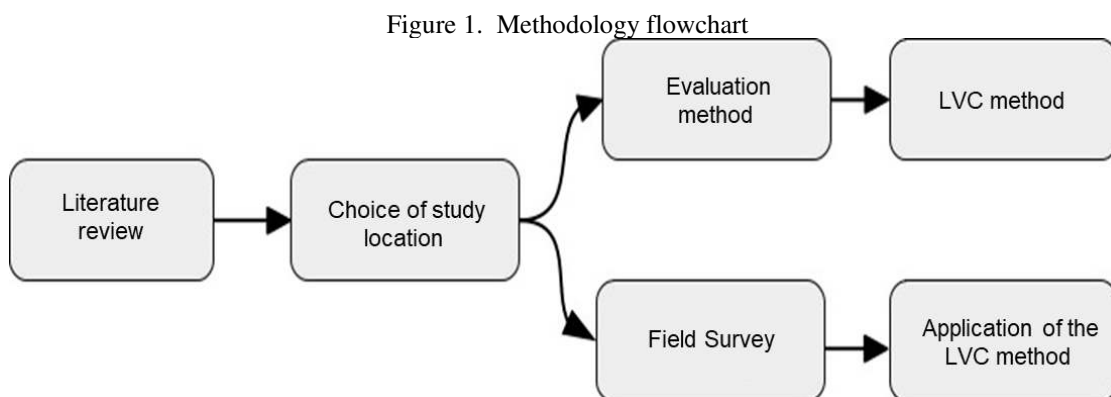 Figure 1. Methodology flowchart
Evaluation
method
LVC method
Literature
review
Choice of study
location
Field Survey
Application of the
LVC method